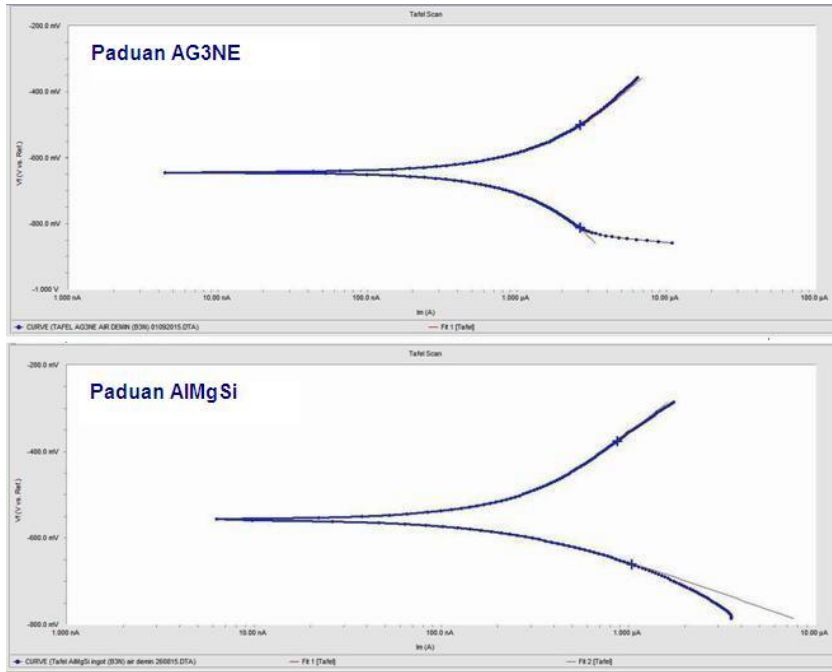 Tafel Scan
Paduan AG3NE
-200.0 mV
-400.0 mV
-600.0 mV
-800.0 mV
-1.000 V
Vf (V vs. Ref.)
1.000 nA 10.00 nA 100.0 nA 1.000 µA 10.00 µA 100.0 µA
Im (A)
CURVE (TAFEL AG3NE AIR DEMIN (B3N) 01092015.DTA) Fit 1 [Tafel]
Tafel Scan
Paduan AlMgSi
-200.0 mV
-400.0 mV
-600.0 mV
-800.0 mV
Vf (V vs. Ref.)
1.000 nA 10.00 nA 100.0 nA 1.000 µA 10.00 µA
Im (A)
CURVE (Tafel AlMgSi ingot (B3N) air demin 260815.DTA) Fit 1 [Tafel] Fit 2 [Tafel]